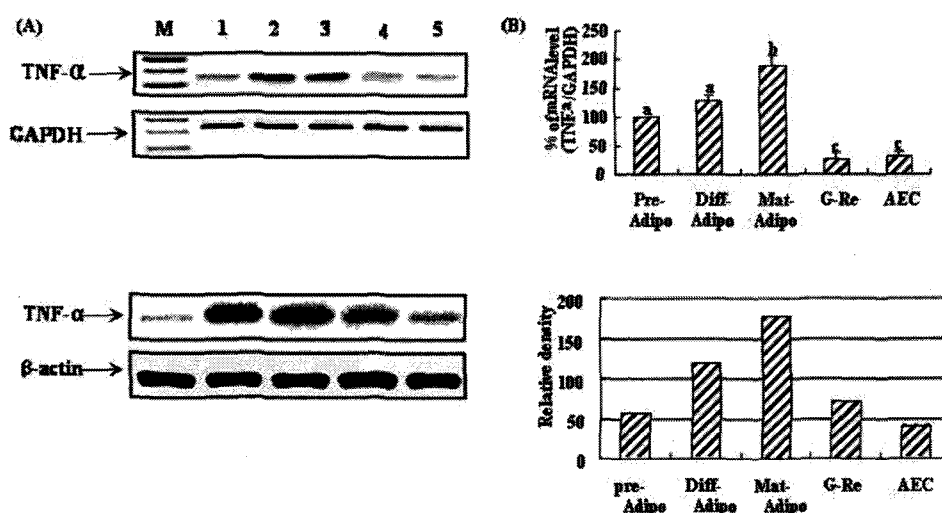 (A)
M 1 2 3 4 5
TNF-α
GAPDH
TNF-α
β-actin
(B)
% of mRNA level
(TNFα/GAPDH)
250
200
150
100
50
0
a a b c c
Pre-Adipo Diff-Adipo Mat-Adipo G-Re AEC
Relative density
200
150
100
50
0
pre-Adipo Diff-Adipo Mat-Adipo G-Re AEC